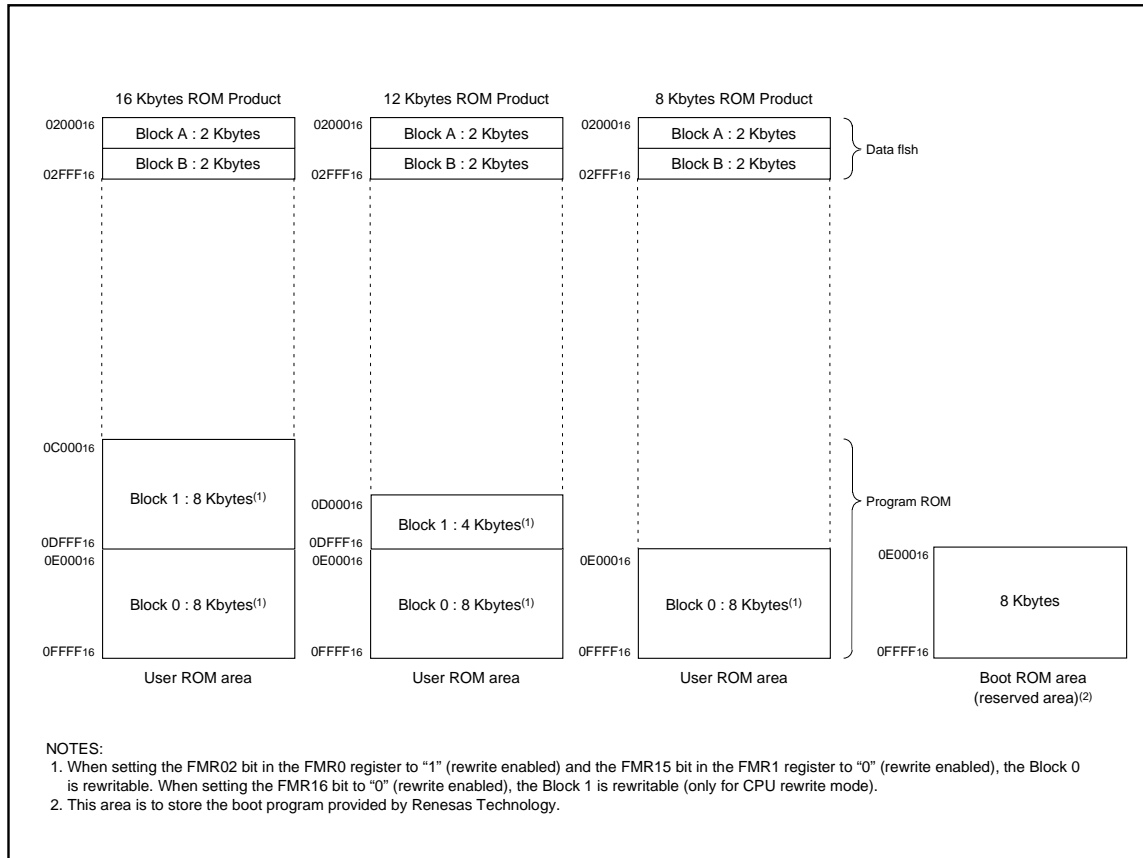 16 Kbytes ROM Product
12 Kbytes ROM Product
8 Kbytes ROM Product
0200016
Block A : 2 Kbytes
Block B : 2 Kbytes
02FFF16
0200016
Block A : 2 Kbytes
Block B : 2 Kbytes
02FFF16
0200016
Block A : 2 Kbytes
Block B : 2 Kbytes
02FFF16
Data flsh
0C00016
Block 1 : 8 Kbytes(1)
0DFFF16
0E00016
Block 0 : 8 Kbytes(1)
0FFFF16
User ROM area
0D00016
Block 1 : 4 Kbytes(1)
0DFFF16
0E00016
Block 0 : 8 Kbytes(1)
0FFFF16
User ROM area
0E00016
Block 0 : 8 Kbytes(1)
0FFFF16
User ROM area
Program ROM
0E00016
8 Kbytes
0FFFF16
Boot ROM area
(reserved area)(2)
NOTES:
1. When setting the FMR02 bit in the FMR0 register to “1” (rewrite enabled) and the FMR15 bit in the FMR1 register to “0” (rewrite enabled), the Block 0
is rewritable. When setting the FMR16 bit to “0” (rewrite enabled), the Block 1 is rewritable (only for CPU rewrite mode).
2. This area is to store the boot program provided by Renesas Technology.